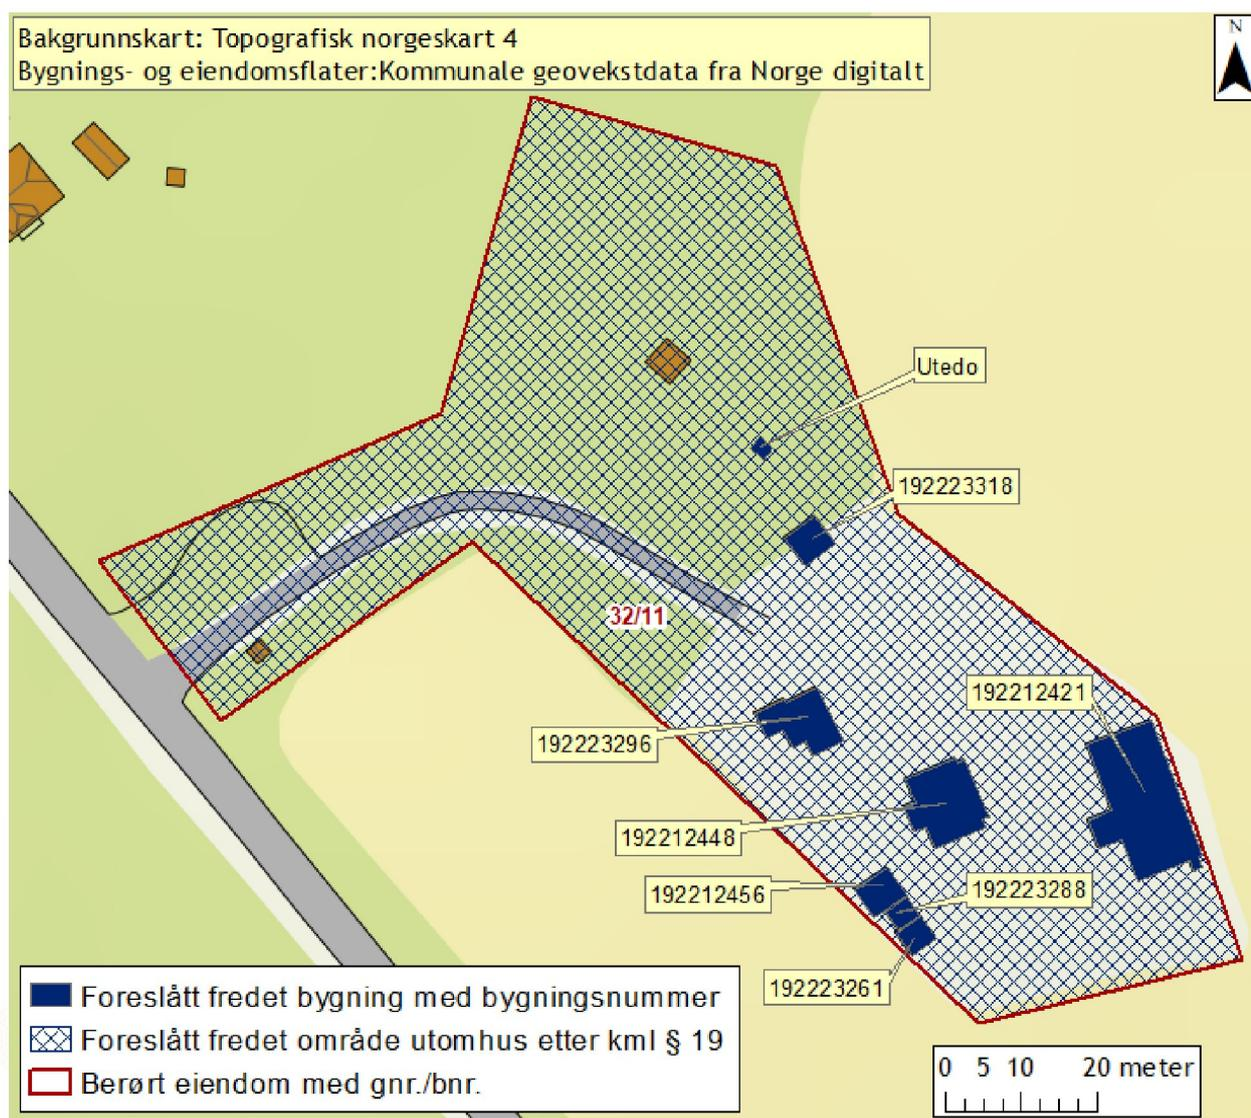 Bakgrunnskart: Topografisk norgeskart 4
Bygnings- og eiendomsflater:Kommunale geovekstdata fra Norge digitalt
N
Utedo
192223318
32/11
192212421
192223296
192212448
192212456
192223288
192223261
Foreslått fredet bygning med bygningsnummer
Foreslått fredet område utomhus etter kml § 19
Berørt eiendom med gnr./bnr.
0 5 10 20 meter